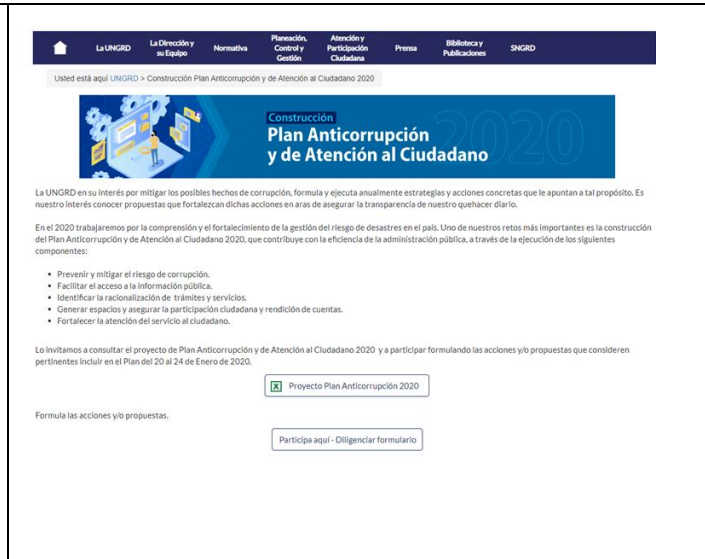 La UNGRD
La Dirección y
su Equipo
Normativa
Planeación,
Control y
Gestión
Atención y
Participación
Ciudadana
Prensa
Biblioteca y
Publicaciones
SNGRD
Usted está aquí UNGRD > Construcción Plan Anticorrupción y de Atención al Ciudadano 2020
Construcción
Plan Anticorrupción
y de Atención al Ciudadano
2020
La UNGRD en su interés por mitigar los posibles hechos de corrupción, formula y ejecuta anualmente estrategias y acciones concretas que le apuntan a tal propósito. Es
nuestro interés conocer propuestas que fortalezcan dichas acciones en aras de asegurar la transparencia de nuestro quehacer diario.
En el 2020 trabajaremos por la comprensión y el fortalecimiento de la gestión del riesgo de desastres en el país. Uno de nuestros retos más importantes es la construcción
del Plan Anticorrupción y de Atención al Ciudadano 2020, que contribuye con la eficiencia de la administración pública, a través de la ejecución de los siguientes
componentes:
• Prevenir y mitigar el riesgo de corrupción.
• Facilitar el acceso a la información pública.
• Identificar la racionalización de trámites y servicios.
• Generar espacios y asegurar la participación ciudadana y rendición de cuentas.
• Fortalecer la atención del servicio al ciudadano.
Lo invitamos a consultar el proyecto de Plan Anticorrupción y de Atención al Ciudadano 2020 y a participar formulando las acciones y/o propuestas que consideren
pertinentes incluir en el Plan del 20 al 24 de Enero de 2020.
Proyecto Plan Anticorrupción 2020
Formula las acciones y/o propuestas.
Participa aquí - Diligenciar formulario